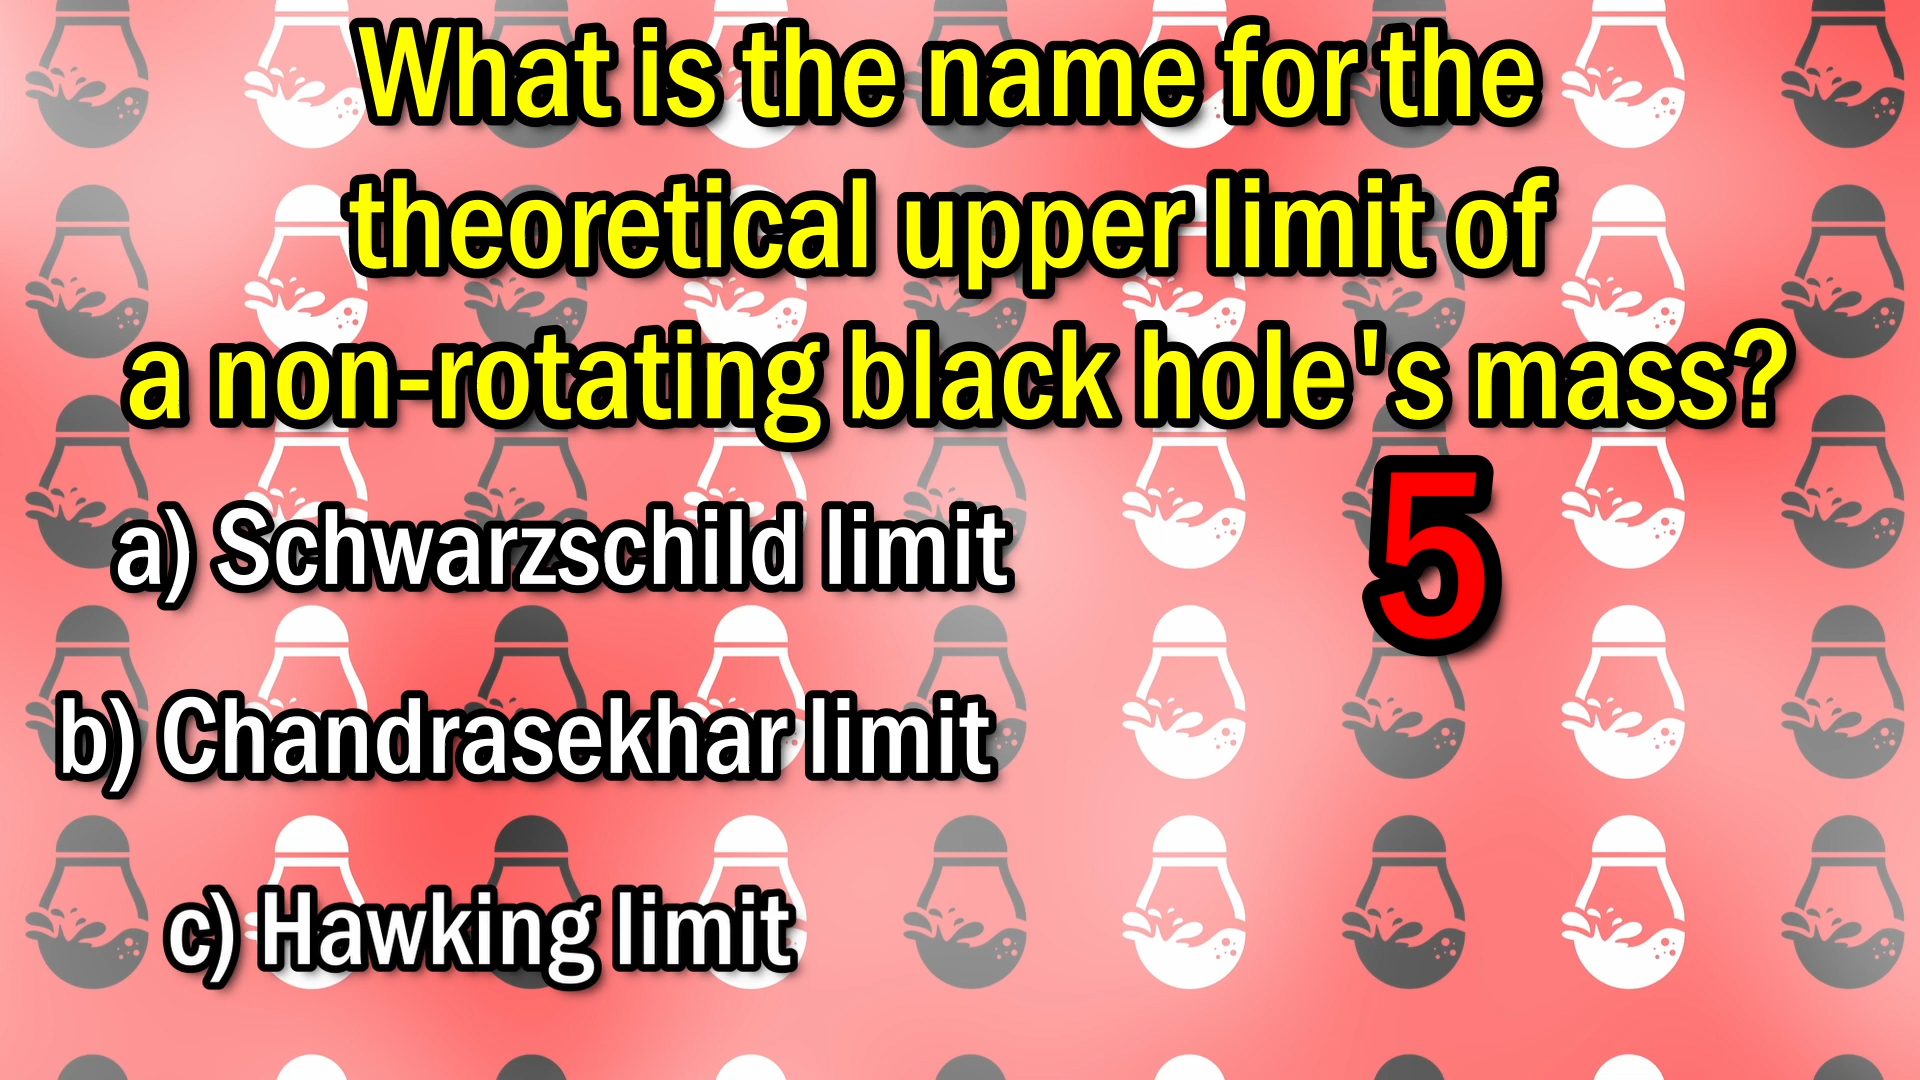 What is the name for the
theoretical upper limit of
a non-rotating black hole's mass?
5
a) Schwarzschild limit
b) Chandrasekhar limit
c) Hawking limit